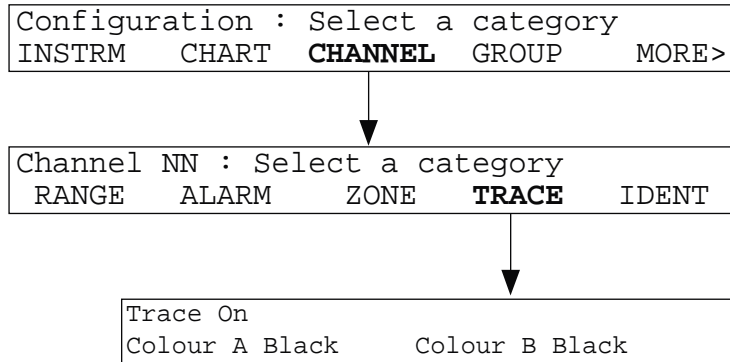 Configuration : Select a category
INSTRM CHART CHANNEL GROUP MORE>
Channel NN : Select a category
RANGE ALARM ZONE TRACE IDENT
Trace On
Colour A Black Colour B Black